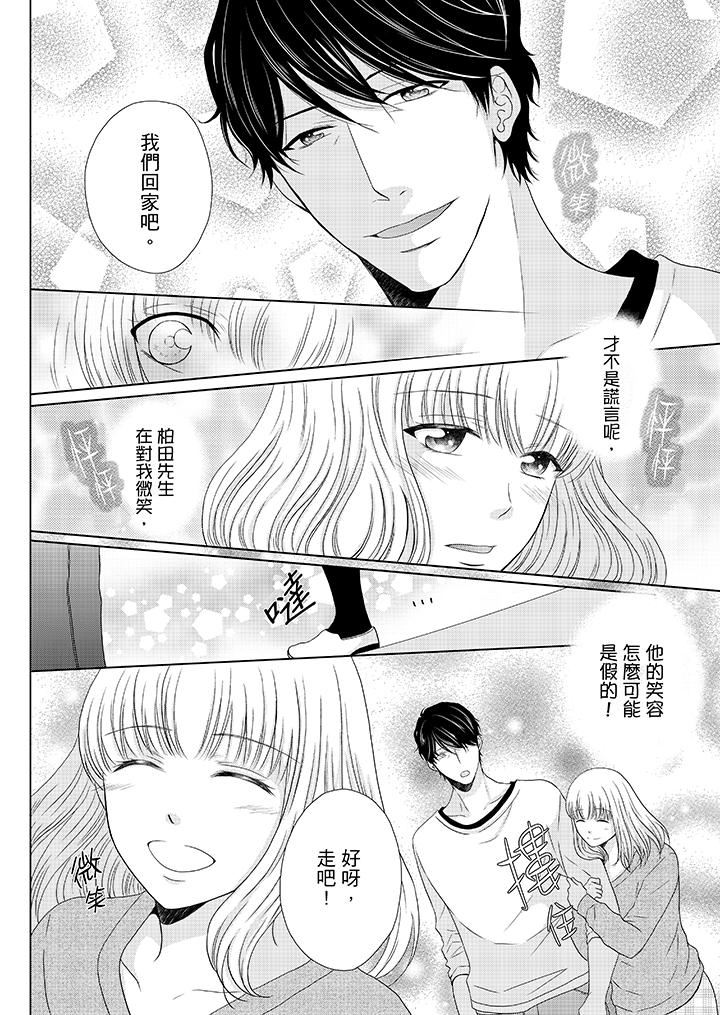 微笑
我們回家吧。
才不是謊言呢，
怦怦
怦怦
柏田先生
在對我微笑，
噠
他的笑容
怎麼可能
是假的！
摟住
好呀，
走吧！
微笑